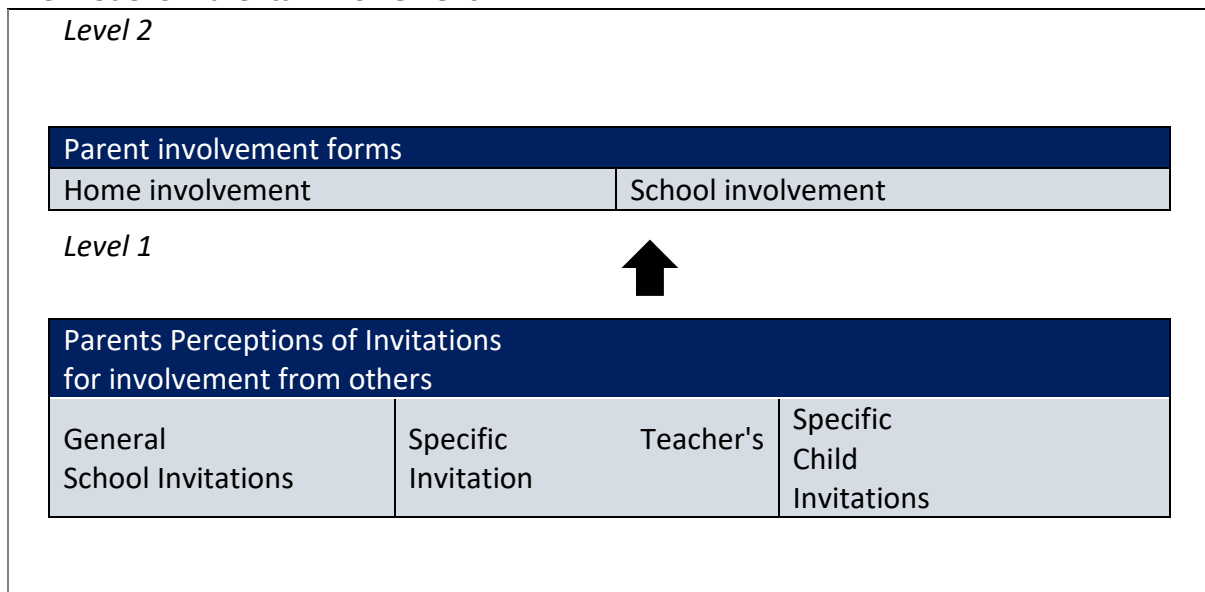 Level 2
Parent involvement forms
Home involvement
School involvement
Level 1
Parents Perceptions of Invitations
for involvement from others
General
School Invitations
Specific Teacher's
Invitation
Specific
Child
Invitations